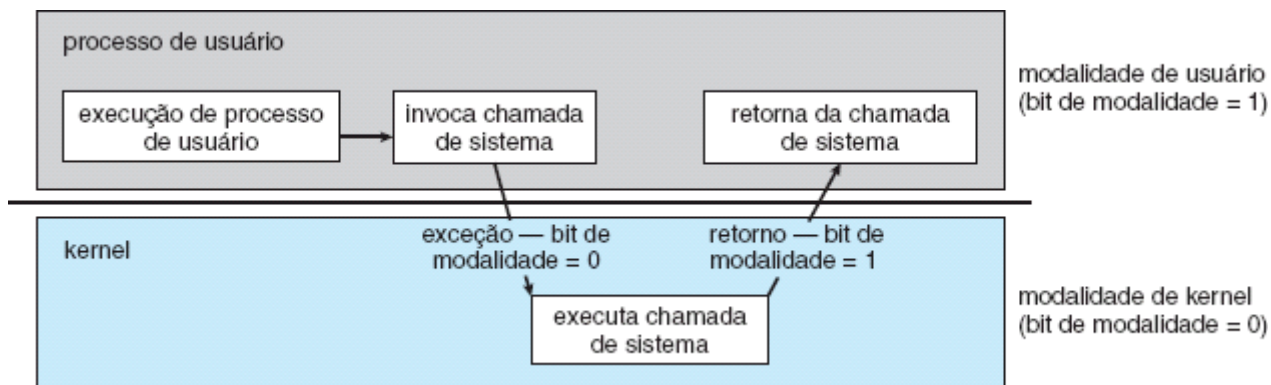 processo de usuário
execução de processo
de usuário
invoca chamada
de sistema
retorna da chamada
de sistema
modalidade de usuário
(bit de modalidade = 1)
kernel
exceção — bit de
modalidade = 0
retorno — bit de
modalidade = 1
executa chamada
de sistema
modalidade de kernel
(bit de modalidade = 0)